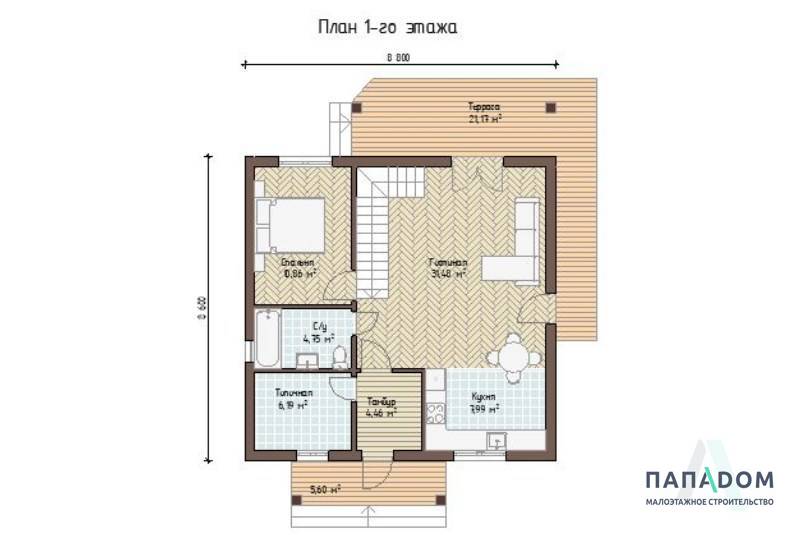 План 1-го этажа
8 800
Терраса
21,17 м²
8 600
Спальня
10,86 м²
Гостиная
31,48 м²
С/у
4,75 м²
Топочная
6,19 м²
Тамбур
4,46 м²
Кухня
7,99 м²
5,60 м²
ПАПАDОМ
МАЛОЭТАЖНОЕ СТРОИТЕЛЬСТВО